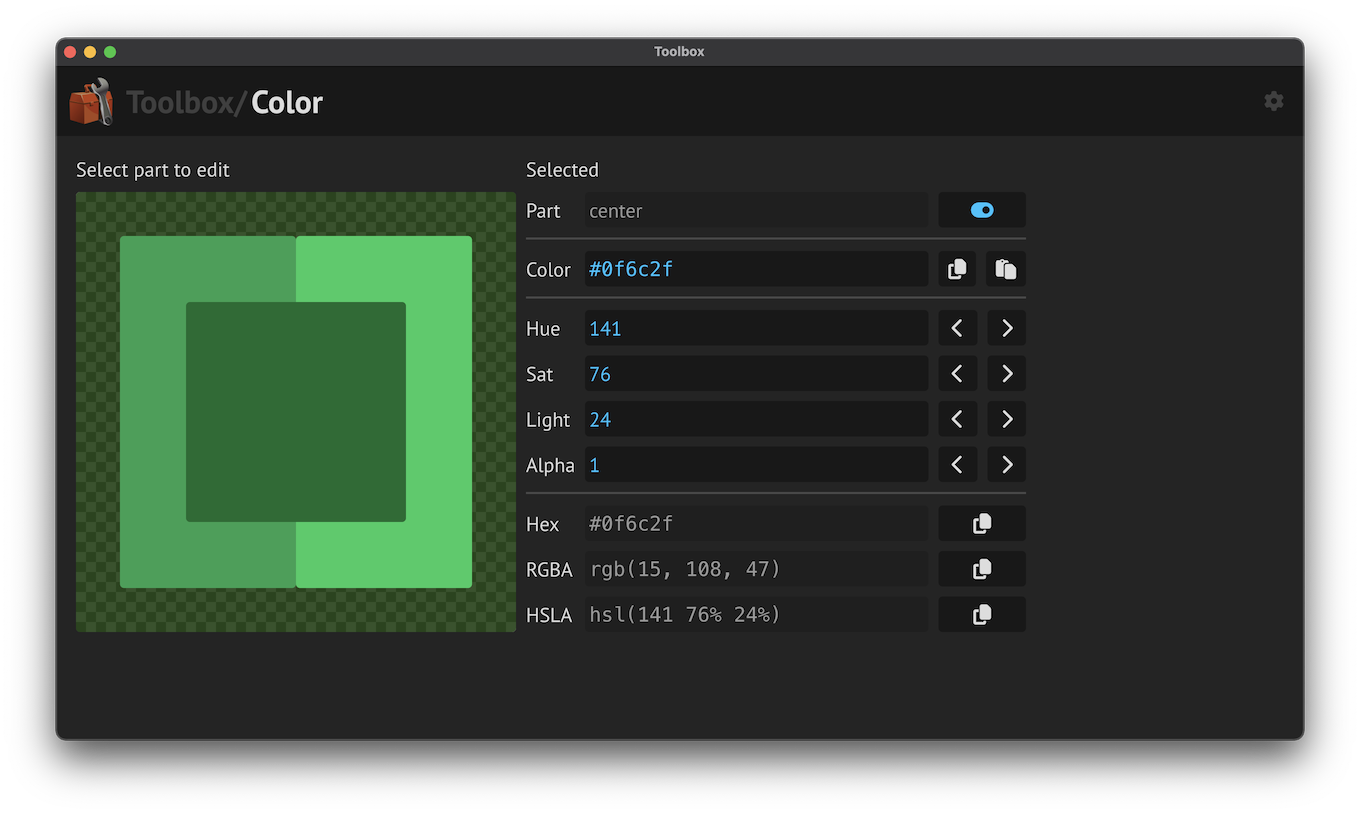 Toolbox
Toolbox/ Color
Select part to edit
Selected
Part center
Color #0f6c2f
Hue 141
Sat 76
Light 24
Alpha 1
Hex #0f6c2f
RGBA rgb(15, 108, 47)
HSLA hsl(141 76% 24%)